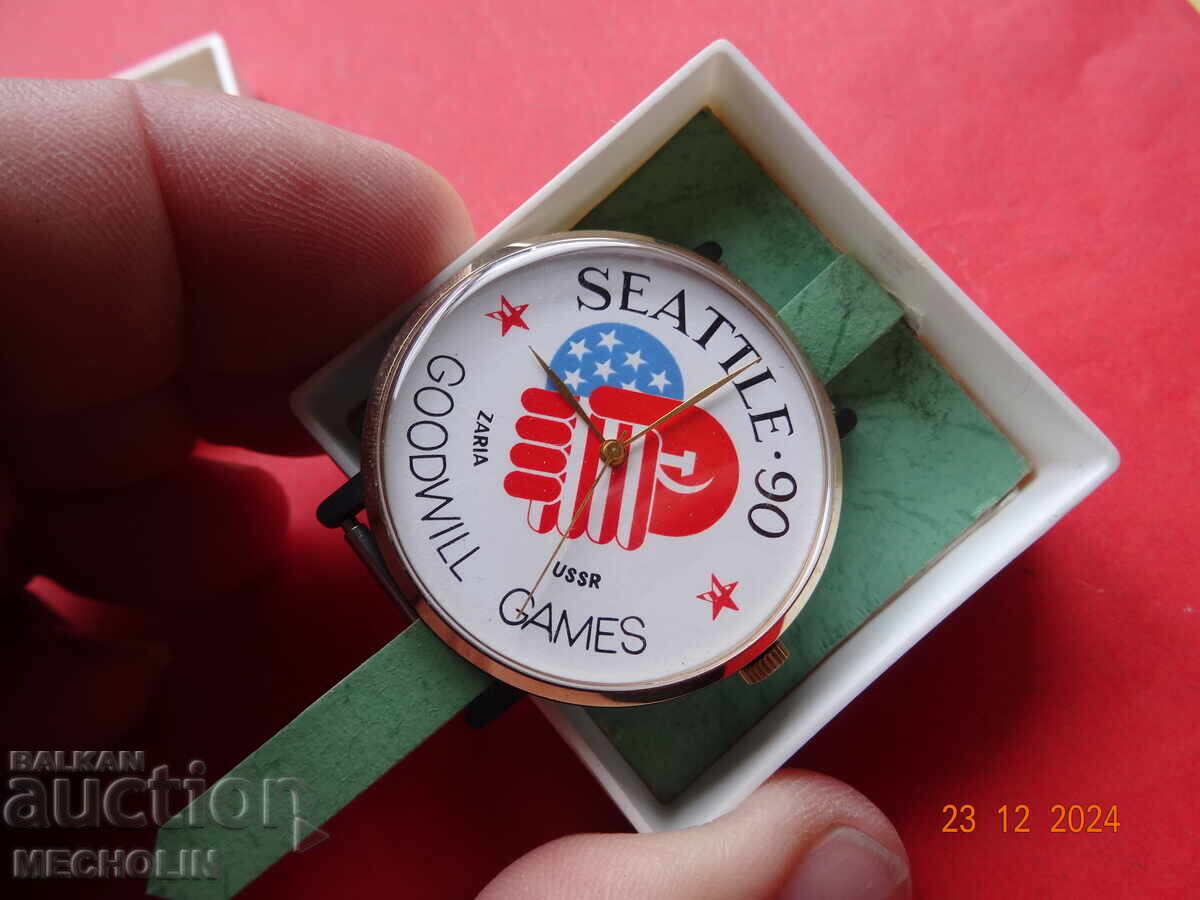 SEATTLE · 90
GOODWILL
ZARIA
USSR
GAMES
BALKAN
auction
MECHOLIN
23 12 2024